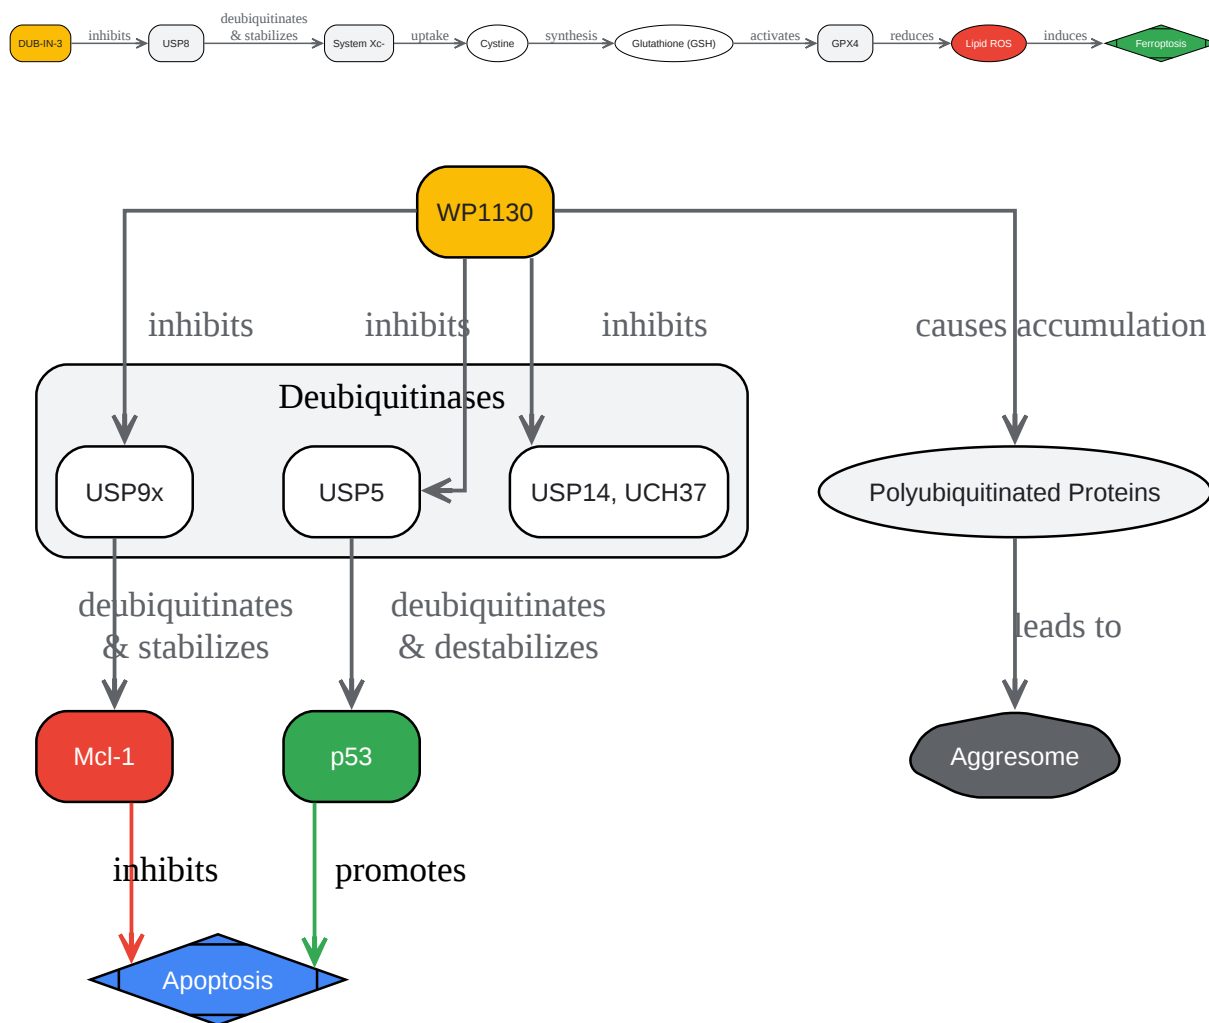 DUB-IN-3 inhibits USP8 deubiquitinates
& stabilizes System Xc- uptake Cystine synthesis Glutathione (GSH) activates GPX4 reduces Lipid ROS induces Ferroptosis
WP1130
inhibits inhibits inhibits causes accumulation
Deubiquitinases
USP9x USP5 USP14, UCH37 Polyubiquitinated Proteins
deubiquitinates
& stabilizes
deubiquitinates
& destabilizes
leads to
Mcl-1 p53 Aggresome
inhibits promotes
Apoptosis